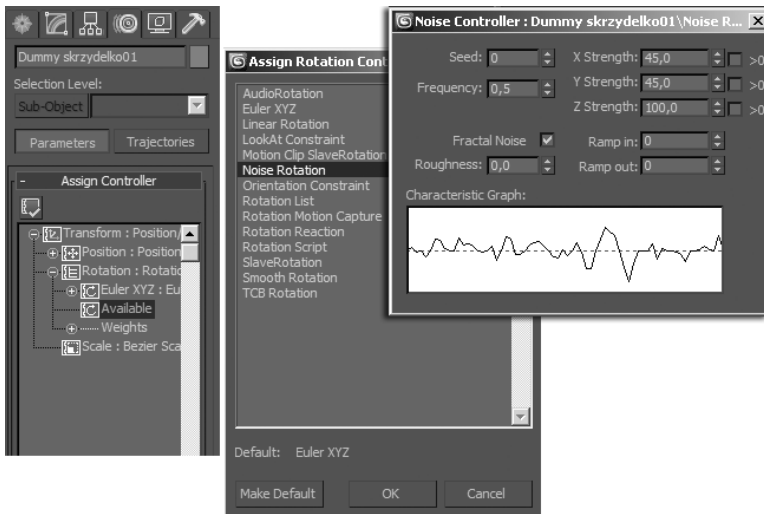 Dummy skrzydelko01
Selection Level:
Sub-Object
Parameters Trajectories
- Assign Controller
Transform : Position/
Position : Position
Rotation : Rotatio
Euler XYZ : Eu
Available
Weights
Scale : Bezier Sca
Assign Rotation Cont
AudioRotation
Euler XYZ
Linear Rotation
LookAt Constraint
Motion Clip SlaveRotation
Noise Rotation
Orientation Constraint
Rotation List
Rotation Motion Capture
Rotation Reaction
Rotation Script
SlaveRotation
Smooth Rotation
TCB Rotation
Default: Euler XYZ
Make Default OK Cancel
Noise Controller : Dummy skrzydelko01\Noise R...
Seed: 0 X Strength: 45,0 >0
Frequency: 0,5 Y Strength: 45,0 >0
Z Strength: 100,0 >0
Fractal Noise Ramp in: 0
Roughness: 0,0 Ramp out: 0
Characteristic Graph: